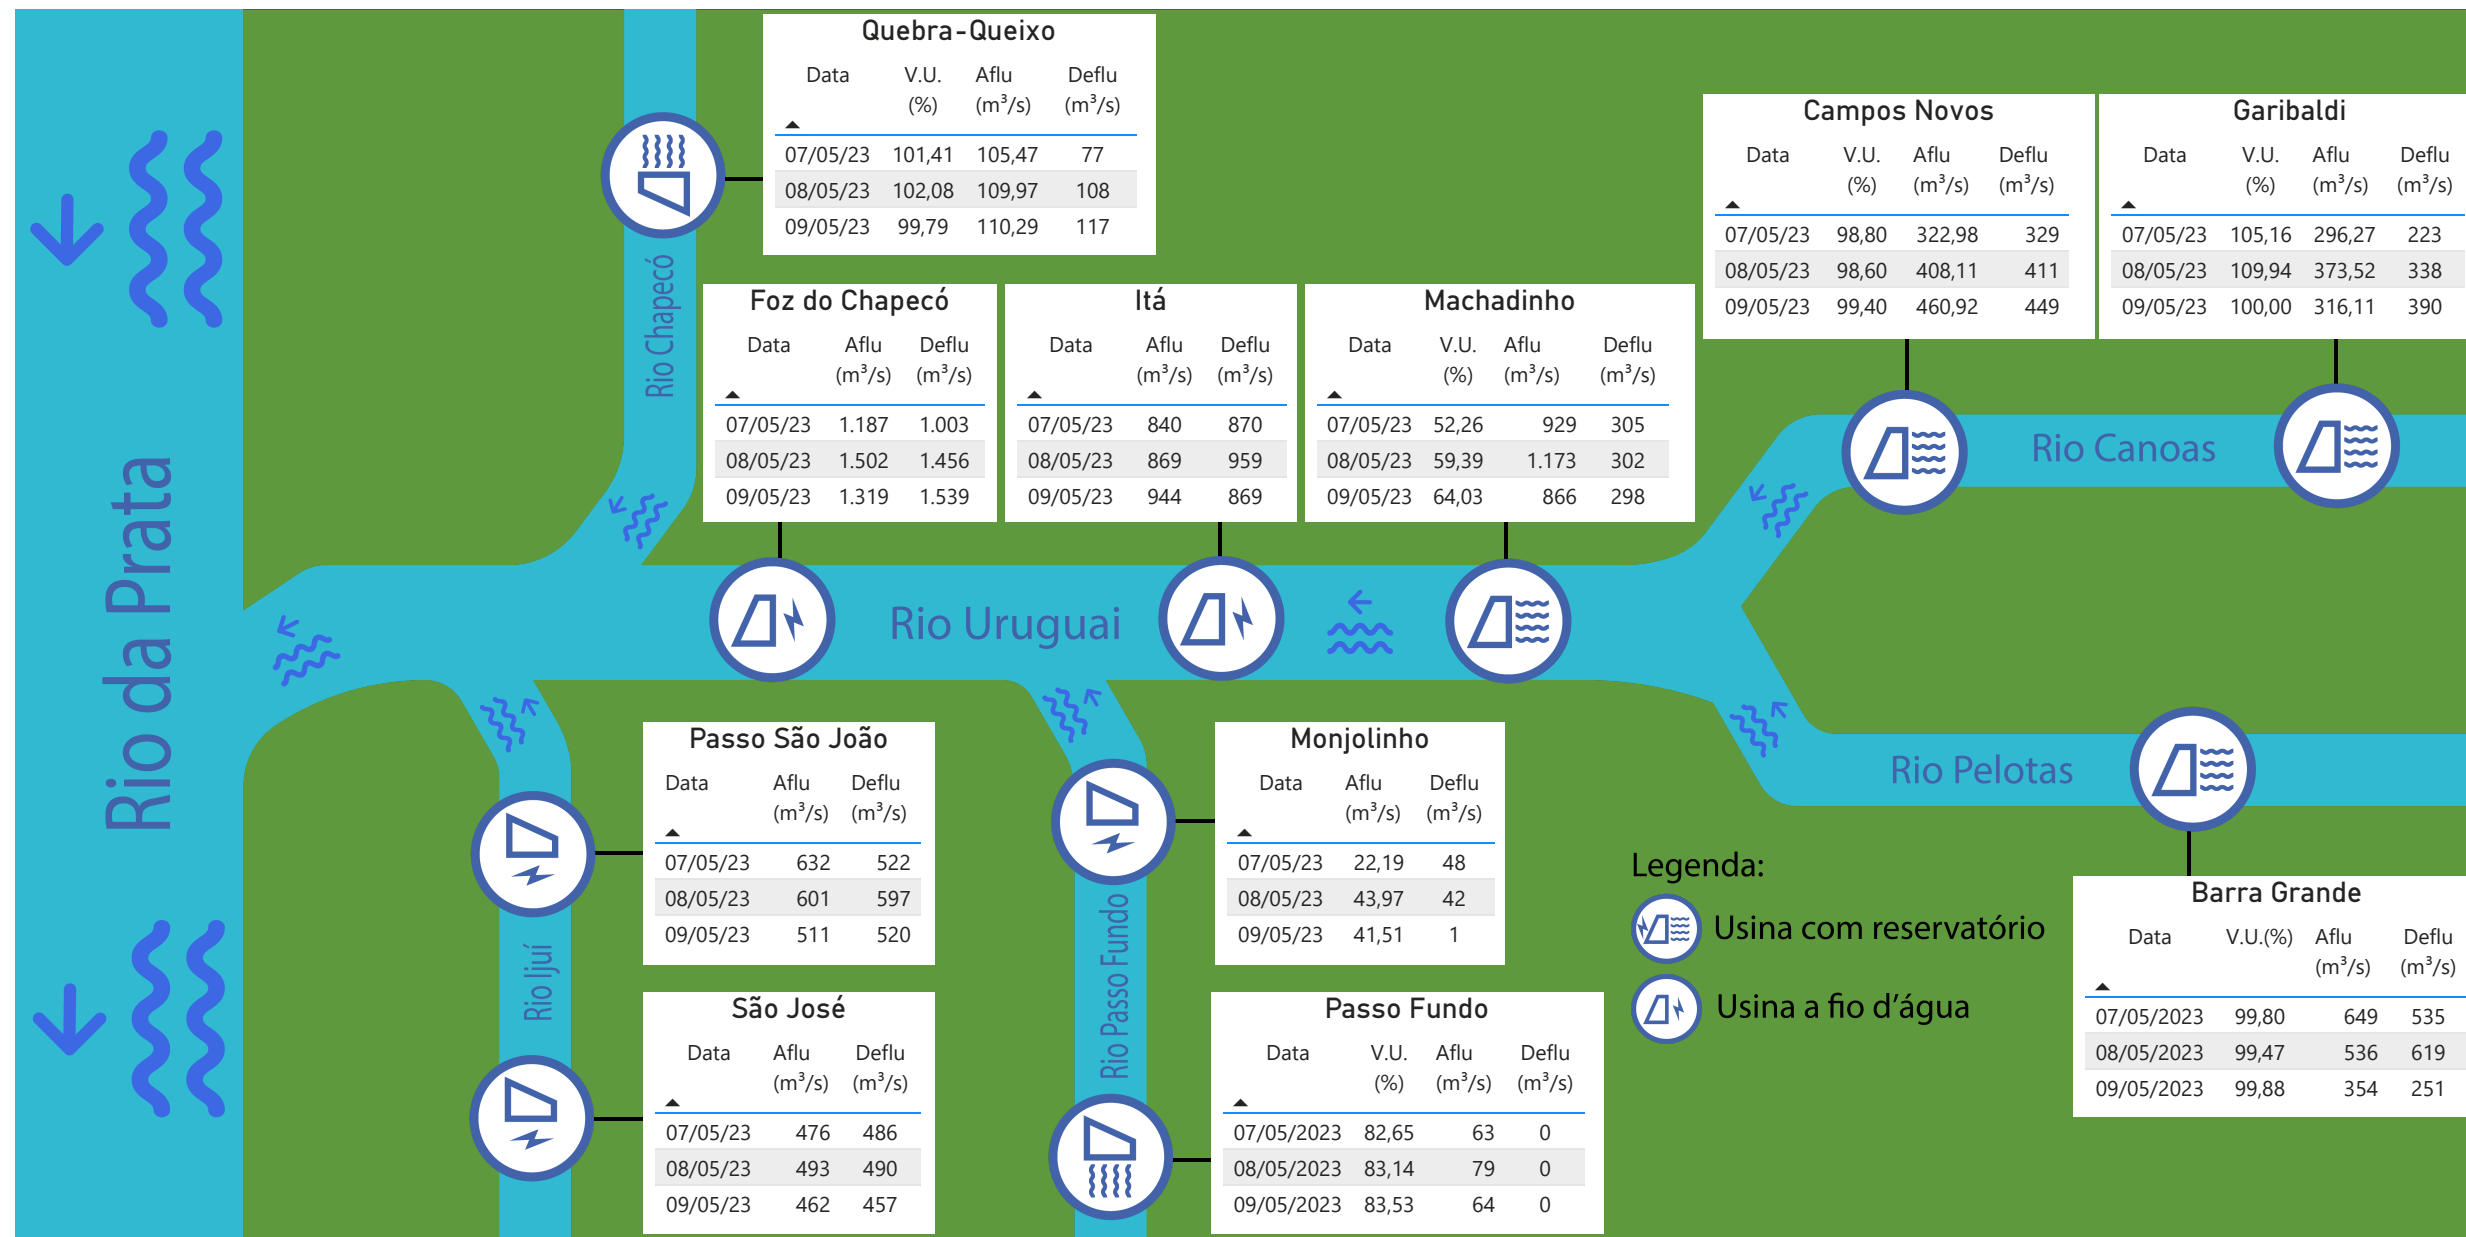 Quebra-Queixo
Data V.U. (%) Aflu (m³/s) Deflu (m³/s)
07/05/23 101,41 105,47 77
08/05/23 102,08 109,97 108
09/05/23 99,79 110,29 117
Campos Novos
Data V.U. (%) Aflu (m³/s) Deflu (m³/s)
07/05/23 98,80 322,98 329
08/05/23 98,60 408,11 411
09/05/23 99,40 460,92 449
Garibaldi
Data V.U. (%) Aflu (m³/s) Deflu (m³/s)
07/05/23 105,16 296,27 223
08/05/23 109,94 373,52 338
09/05/23 100,00 316,11 390
Rio Chapecó
Foz do Chapecó
Data Aflu (m³/s) Deflu (m³/s)
07/05/23 1.187 1.003
08/05/23 1.502 1.456
09/05/23 1.319 1.539
Itá
Data Aflu (m³/s) Deflu (m³/s)
07/05/23 840 870
08/05/23 869 959
09/05/23 944 869
Machadinho
Data V.U. (%) Aflu (m³/s) Deflu (m³/s)
07/05/23 52,26 929 305
08/05/23 59,39 1.173 302
09/05/23 64,03 866 298
Rio Canoas
Rio da Prata
Rio Uruguai
Rio Pelotas
Passo São João
Data Aflu (m³/s) Deflu (m³/s)
07/05/23 632 522
08/05/23 601 597
09/05/23 511 520
Monjolinho
Data Aflu (m³/s) Deflu (m³/s)
07/05/23 22,19 48
08/05/23 43,97 42
09/05/23 41,51 1
Rio Ijuí
Rio Passo Fundo
Legenda:
Usina com reservatório
Usina a fio d'água
Barra Grande
Data V.U.(%) Aflu (m³/s) Deflu (m³/s)
07/05/2023 99,80 649 535
08/05/2023 99,47 536 619
09/05/2023 99,88 354 251
São José
Data Aflu (m³/s) Deflu (m³/s)
07/05/23 476 486
08/05/23 493 490
09/05/23 462 457
Passo Fundo
Data V.U. (%) Aflu (m³/s) Deflu (m³/s)
07/05/2023 82,65 63 0
08/05/2023 83,14 79 0
09/05/2023 83,53 64 0